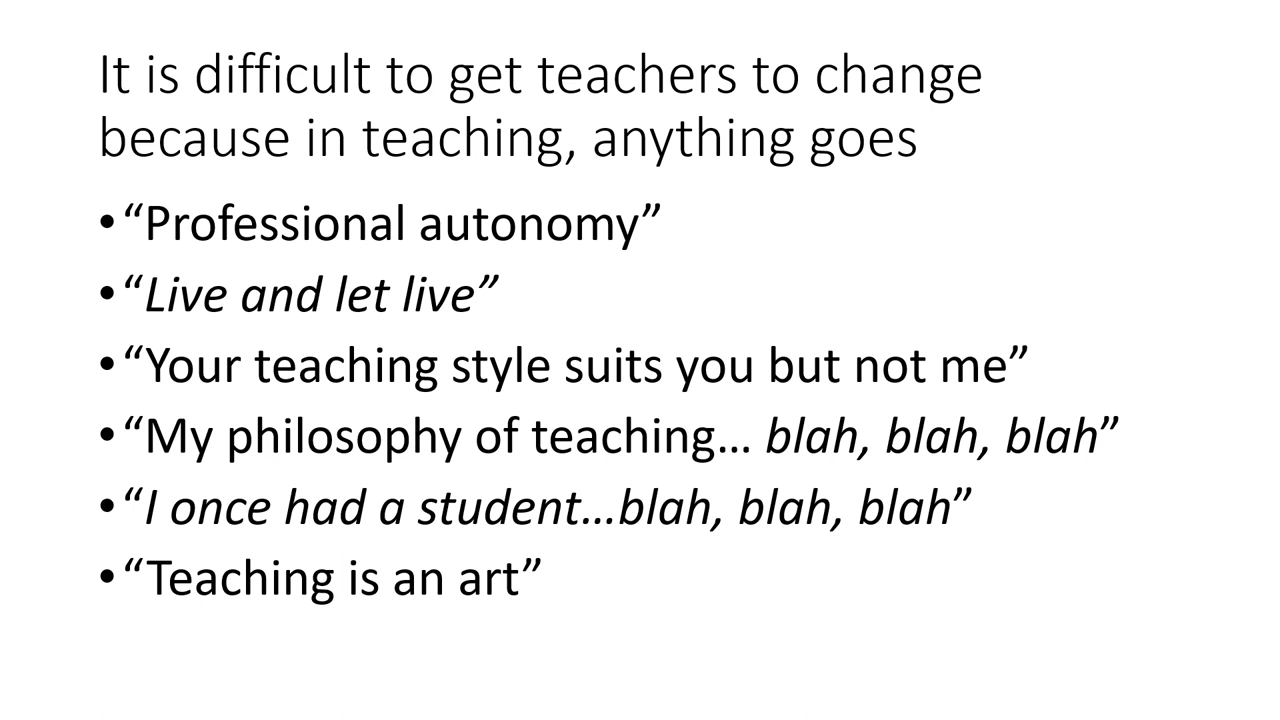 It is difficult to get teachers to change
because in teaching, anything goes
•“Professional autonomy”
•“Live and let live”
•“Your teaching style suits you but not me”
•“My philosophy of teaching… blah, blah, blah”
•“I once had a student…blah, blah, blah”
•“Teaching is an art”